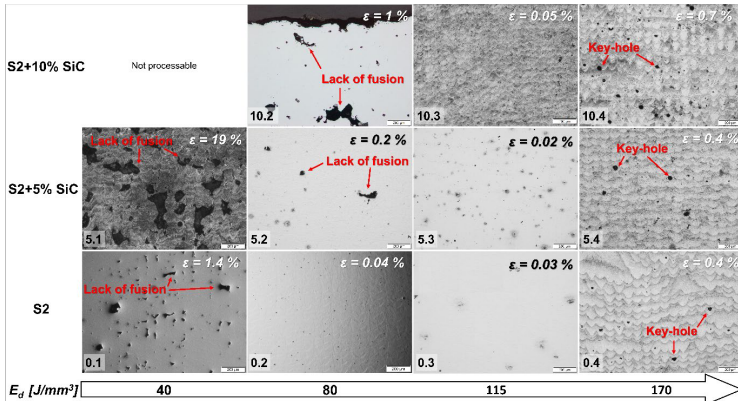 ε = 1 %
ε = 0.05 %
ε = 0.7 %
S2+10% SiC
Not processable
Lack of fusion
Key-hole
10.2
10.3
10.4
ε = 19 %
ε = 0.2 %
ε = 0.02 %
ε = 0.4 %
Lack of fusion
Lack of fusion
Key-hole
S2+5% SiC
5.1
5.2
5.3
5.4
ε = 1.4 %
ε = 0.04 %
ε = 0.03 %
ε = 0.4 %
Lack of fusion
S2
Key-hole
0.1
0.2
0.3
0.4
Ed [J/mm³]
40
80
115
170